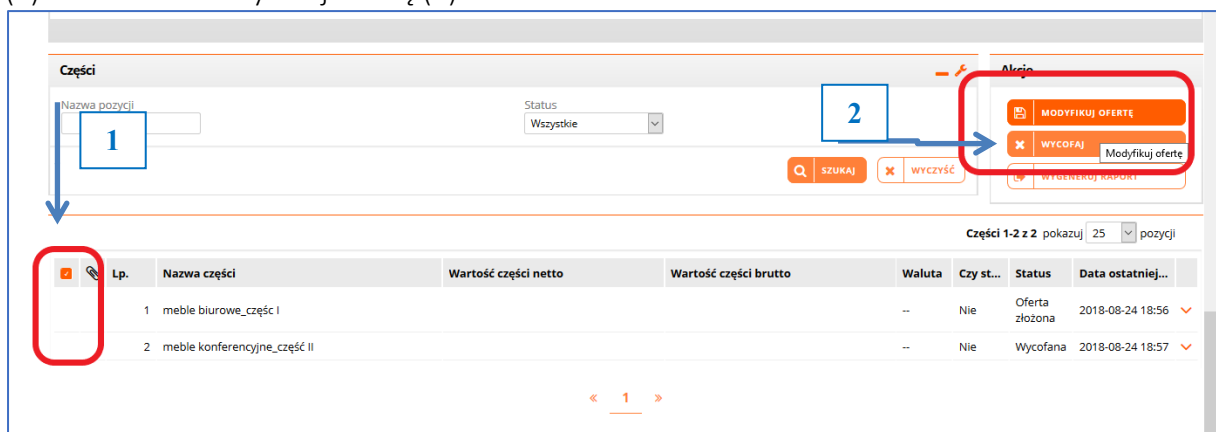 Części
Akcje
Nazwa pozycji
Status
Wszystkie
1
2
MODYFIKUJ OFERTĘ
WYCOFAJ
Modyfikuj ofertę
WYGENERUJ RAPORT
SZUKAJ
WYCZYŚĆ
Części 1-2 z 2 pokazuj 25 pozycji
Lp. Nazwa części Wartość części netto Wartość części brutto Waluta Czy st... Status Data ostatniej...
1 meble biurowe_częśc I -- Nie Oferta złożona 2018-08-24 18:56
2 meble konferencyjne_część II -- Nie Wycofana 2018-08-24 18:57
« 1 »